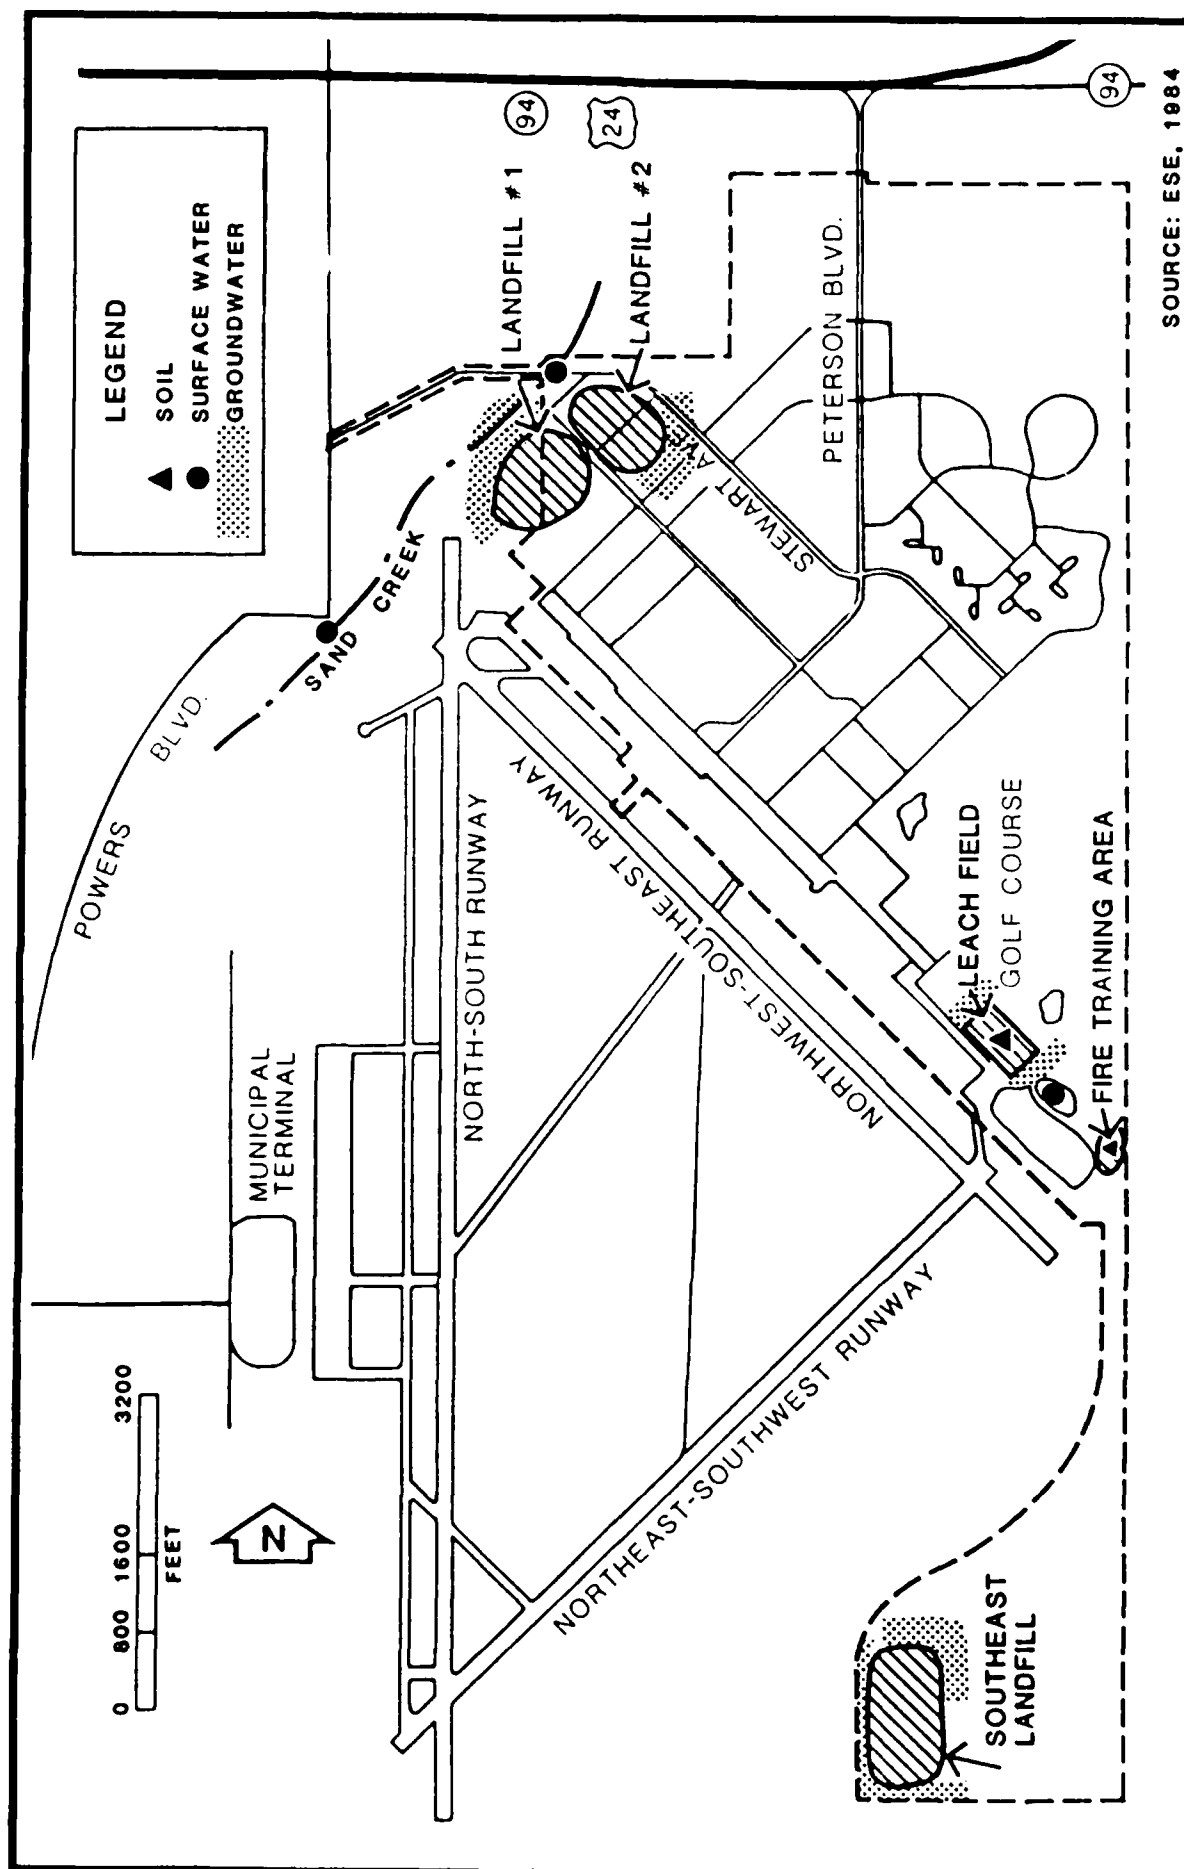 LEGEND
SOIL
SURFACE WATER
GROUNDWATER
94
24
LANDFILL #1
LANDFILL #2
94
SAND CREEK
POWERS BLVD.
STEWART AVE
PETERSON BLVD.
NORTH-SOUTH RUNWAY
NORTHWEST-SOUTHEAST RUNWAY
MUNICIPAL
TERMINAL
LEACH FIELD
GOLF COURSE
FIRE TRAINING AREA
NORTHEAST-SOUTHWEST RUNWAY
0 800 1600 3200
FEET
N
SOUTHEAST
LANDFILL
SOURCE: ESE, 1984